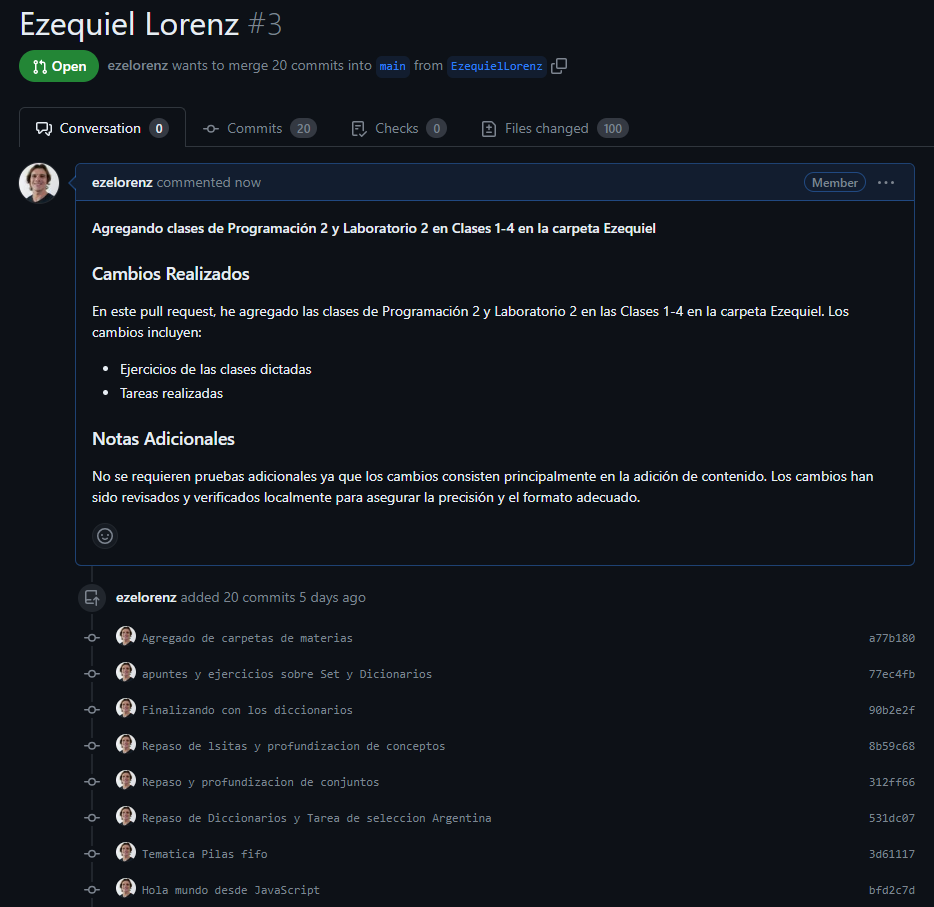 Ezequiel Lorenz #3
Open ezelorenz wants to merge 20 commits into main from EzequielLorenz
Conversation 0 Commits 20 Checks 0 Files changed 100
ezelorenz commented now Member
Agregando clases de Programación 2 y Laboratorio 2 en Clases 1-4 en la carpeta Ezequiel
Cambios Realizados
En este pull request, he agregado las clases de Programación 2 y Laboratorio 2 en las Clases 1-4 en la carpeta Ezequiel. Los
cambios incluyen:
Ejercicios de las clases dictadas
Tareas realizadas
Notas Adicionales
No se requieren pruebas adicionales ya que los cambios consisten principalmente en la adición de contenido. Los cambios han
sido revisados y verificados localmente para asegurar la precisión y el formato adecuado.
ezelorenz added 20 commits 5 days ago
Agregado de carpetas de materias a77b180
apuntes y ejercicios sobre Set y Dicionarios 77ec4fb
Finalizando con los diccionarios 90b2e2f
Repaso de lsitas y profundizacion de conceptos 8b59c68
Repaso y profundizacion de conjuntos 312ff66
Repaso de Diccionarios y Tarea de seleccion Argentina 531dc07
Tematica Pilas fifo 3d61117
Hola mundo desde JavaScript bfd2c7d